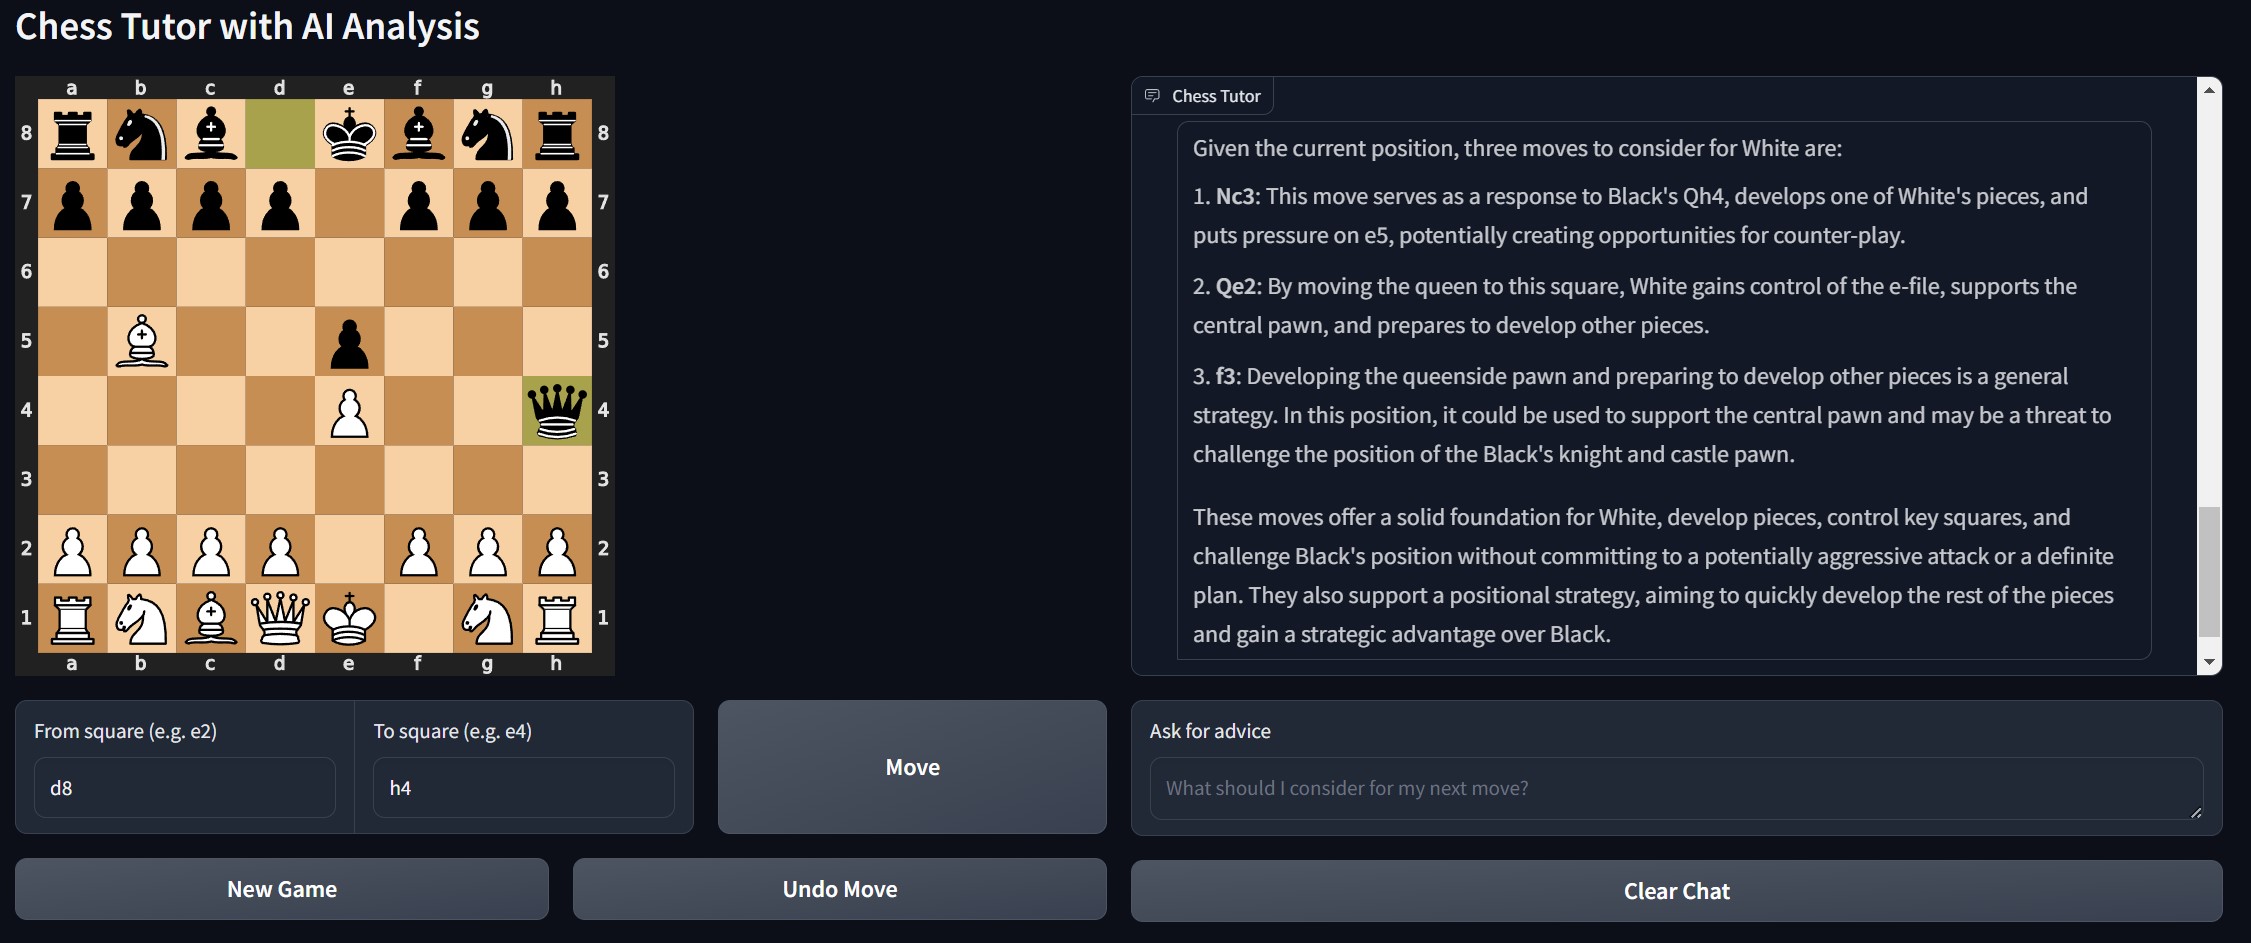 Chess Tutor with AI Analysis
a b c d e f g h
8 8
7 7
6 6
5 5
4 4
3 3
2 2
1 1
a b c d e f g h
Chess Tutor
Given the current position, three moves to consider for White are:
1. Nc3: This move serves as a response to Black's Qh4, develops one of White's pieces, and
puts pressure on e5, potentially creating opportunities for counter-play.
2. Qe2: By moving the queen to this square, White gains control of the e-file, supports the
central pawn, and prepares to develop other pieces.
3. f3: Developing the queenside pawn and preparing to develop other pieces is a general
strategy. In this position, it could be used to support the central pawn and may be a threat to
challenge the position of the Black's knight and castle pawn.
These moves offer a solid foundation for White, develop pieces, control key squares, and
challenge Black's position without committing to a potentially aggressive attack or a definite
plan. They also support a positional strategy, aiming to quickly develop the rest of the pieces
and gain a strategic advantage over Black.
From square (e.g. e2)
d8
To square (e.g. e4)
h4
Move
Ask for advice
What should I consider for my next move?
New Game
Undo Move
Clear Chat